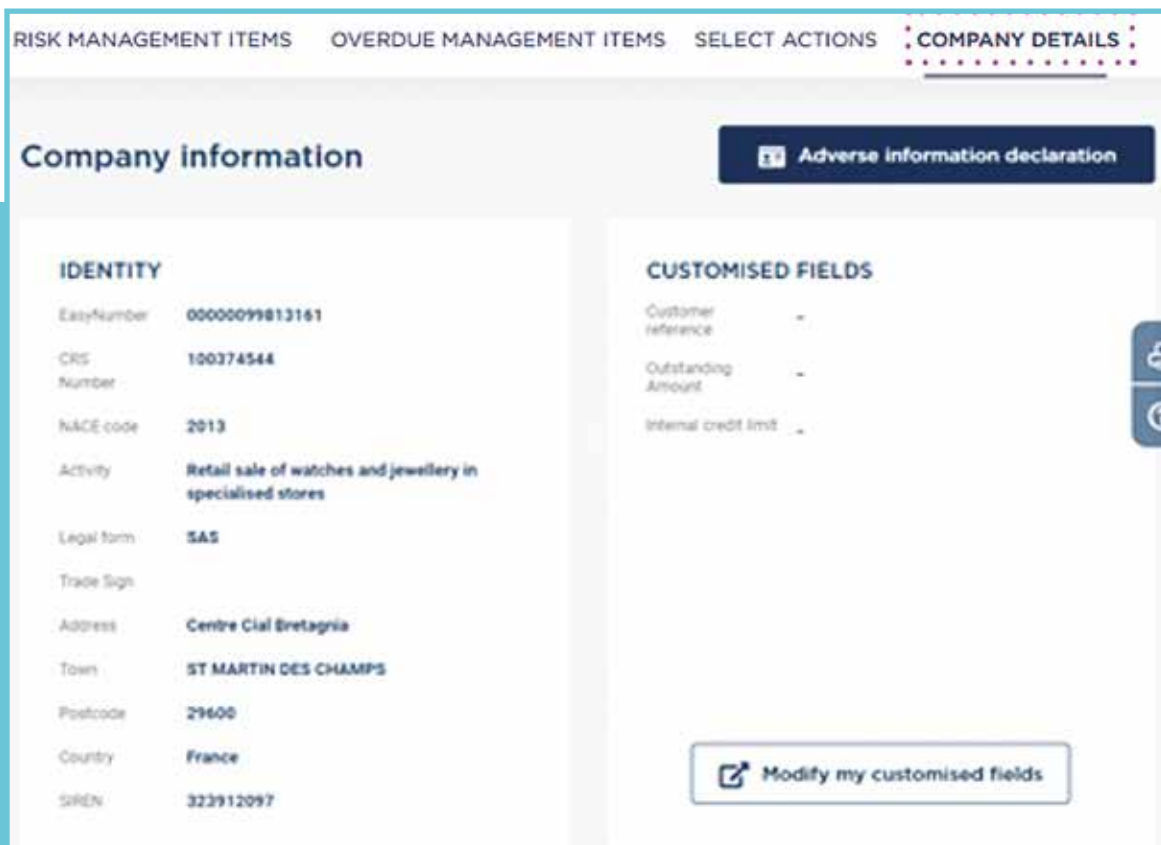 RISK MANAGEMENT ITEMS OVERDUE MANAGEMENT ITEMS SELECT ACTIONS COMPANY DETAILS
Company information
Adverse information declaration
IDENTITY
EasyNumber 00000099813161
CRS
Number
100374544
NACE code 2013
Activity Retail sale of watches and jewellery in
specialised stores
Legal form SAS
Trade Sign
Address Centre Cial Bretagnia
Town ST MARTIN DES CHAMPS
Postcode 29600
Country France
SIREN 323912097
CUSTOMISED FIELDS
Customer
reference
-
Outstanding
Amount
-
Internal credit limit -
Modify my customised fields